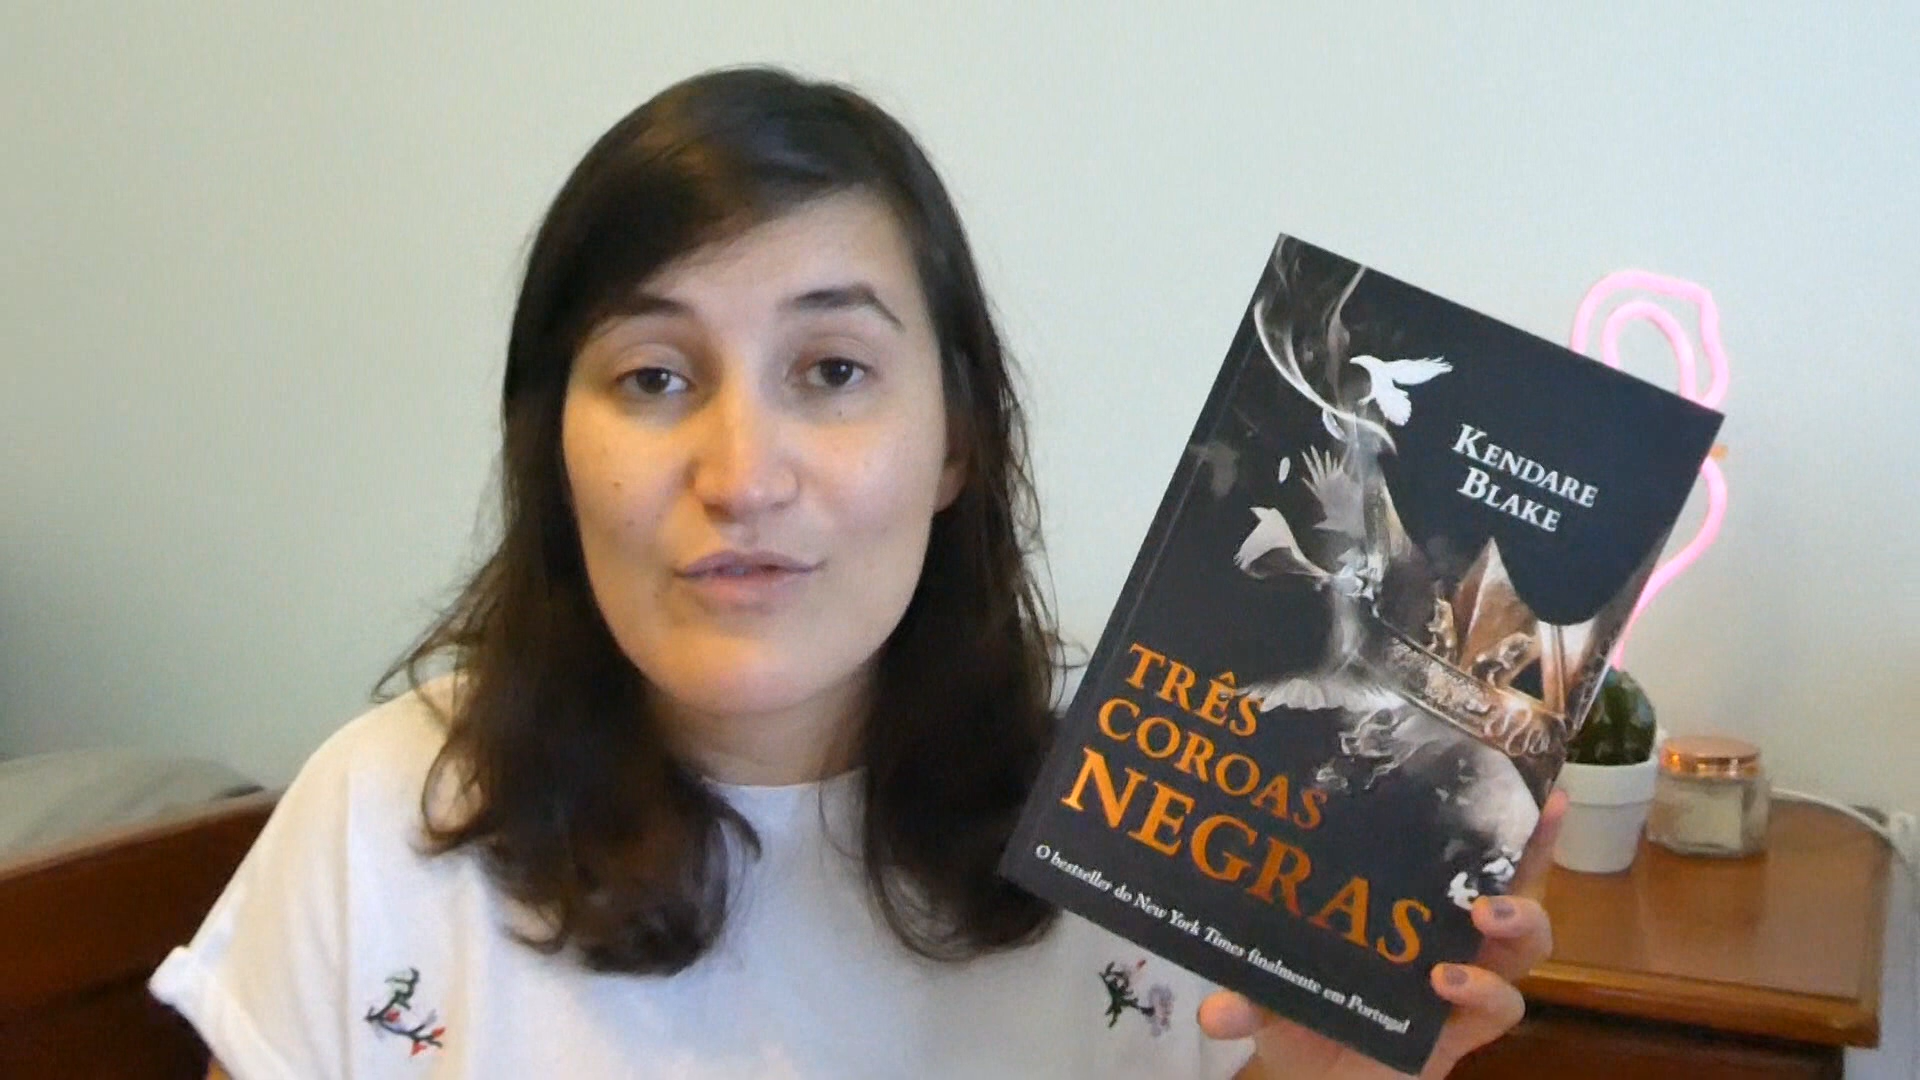 KENDARE
BLAKE
TRÊS
COROAS
NEGRAS
O bestseller do New York Times finalmente em Portugal